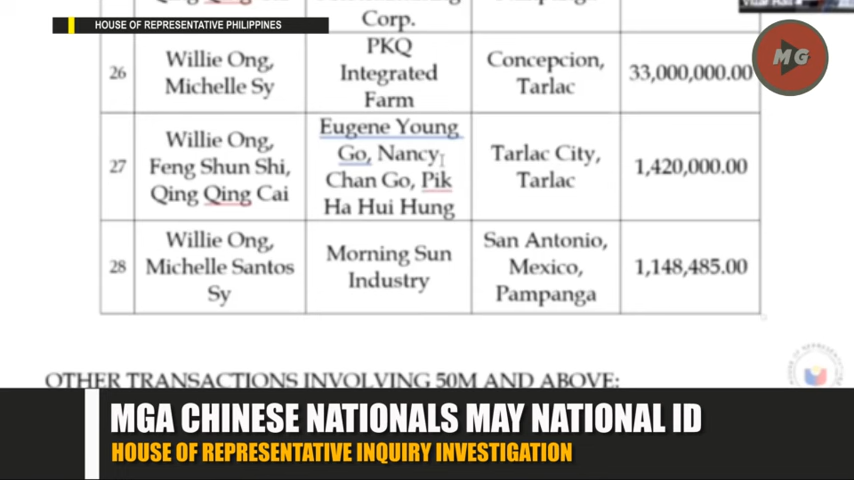 HOUSE OF REPRESENTATIVE PHILIPPINES
MG
Corp.
26
Willie Ong,
Michelle Sy
PKQ
Integrated
Farm
Concepcion,
Tarlac
33,000,000.00
27
Willie Ong,
Feng Shun Shi,
Qing Qing Cai
Eugene Young
Go, Nancy
Chan Go, Pik
Ha Hui Hung
Tarlac City,
Tarlac
1,420,000.00
28
Willie Ong,
Michelle Santos
Sy
Morning Sun
Industry
San Antonio,
Mexico,
Pampanga
1,148,485.00
OTHER TRANSACTIONS INVOLVING 50M AND ABOVE:
MGA CHINESE NATIONALS MAY NATIONAL ID
HOUSE OF REPRESENTATIVE INQUIRY INVESTIGATION